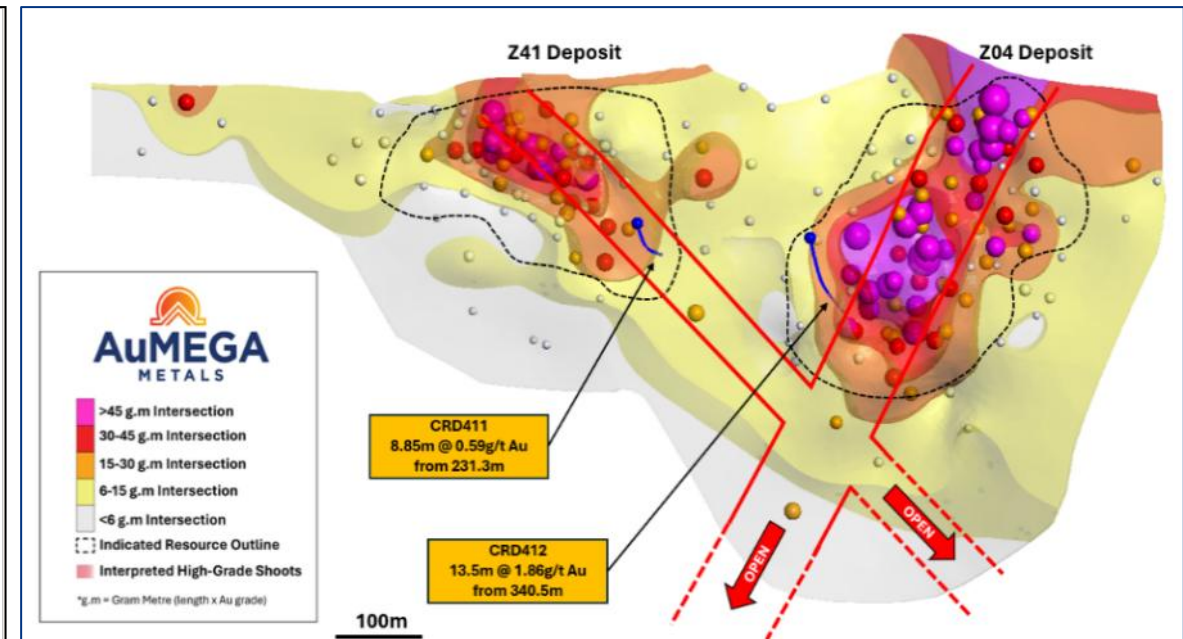 Z41 Deposit
Z04 Deposit
AuMEGA
METALS
>45 g.m Intersection
30-45 g.m Intersection
15-30 g.m Intersection
6-15 g.m Intersection
<6 g.m Intersection
Indicated Resource Outline
Interpreted High-Grade Shoots
*g.m = Gram Metre (length x Au grade)
CRD411
8.85m @ 0.59g/t Au
from 231.3m
CRD412
13.5m @ 1.86g/t Au
from 340.5m
OPEN
OPEN
100m